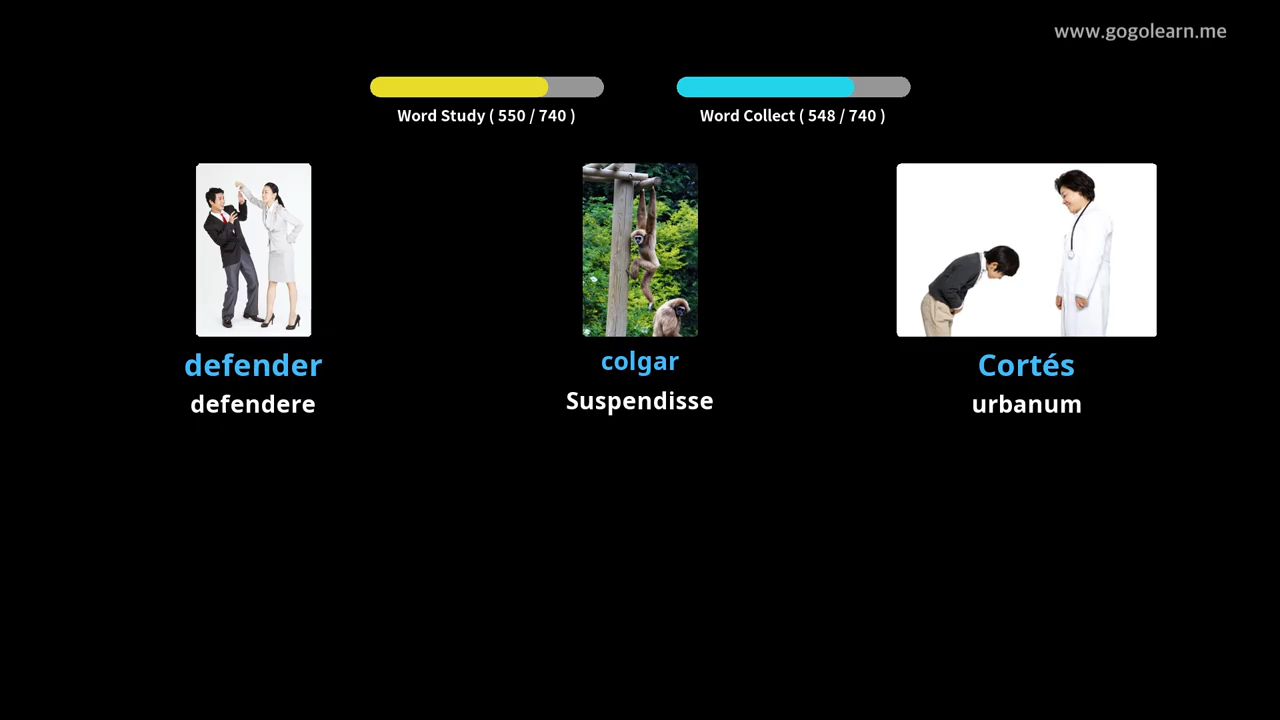 www.gogolearn.me
Word Study ( 550 / 740 )
Word Collect ( 548 / 740 )
defender
defendere
colgar
Suspendisse
Cortés
urbanum